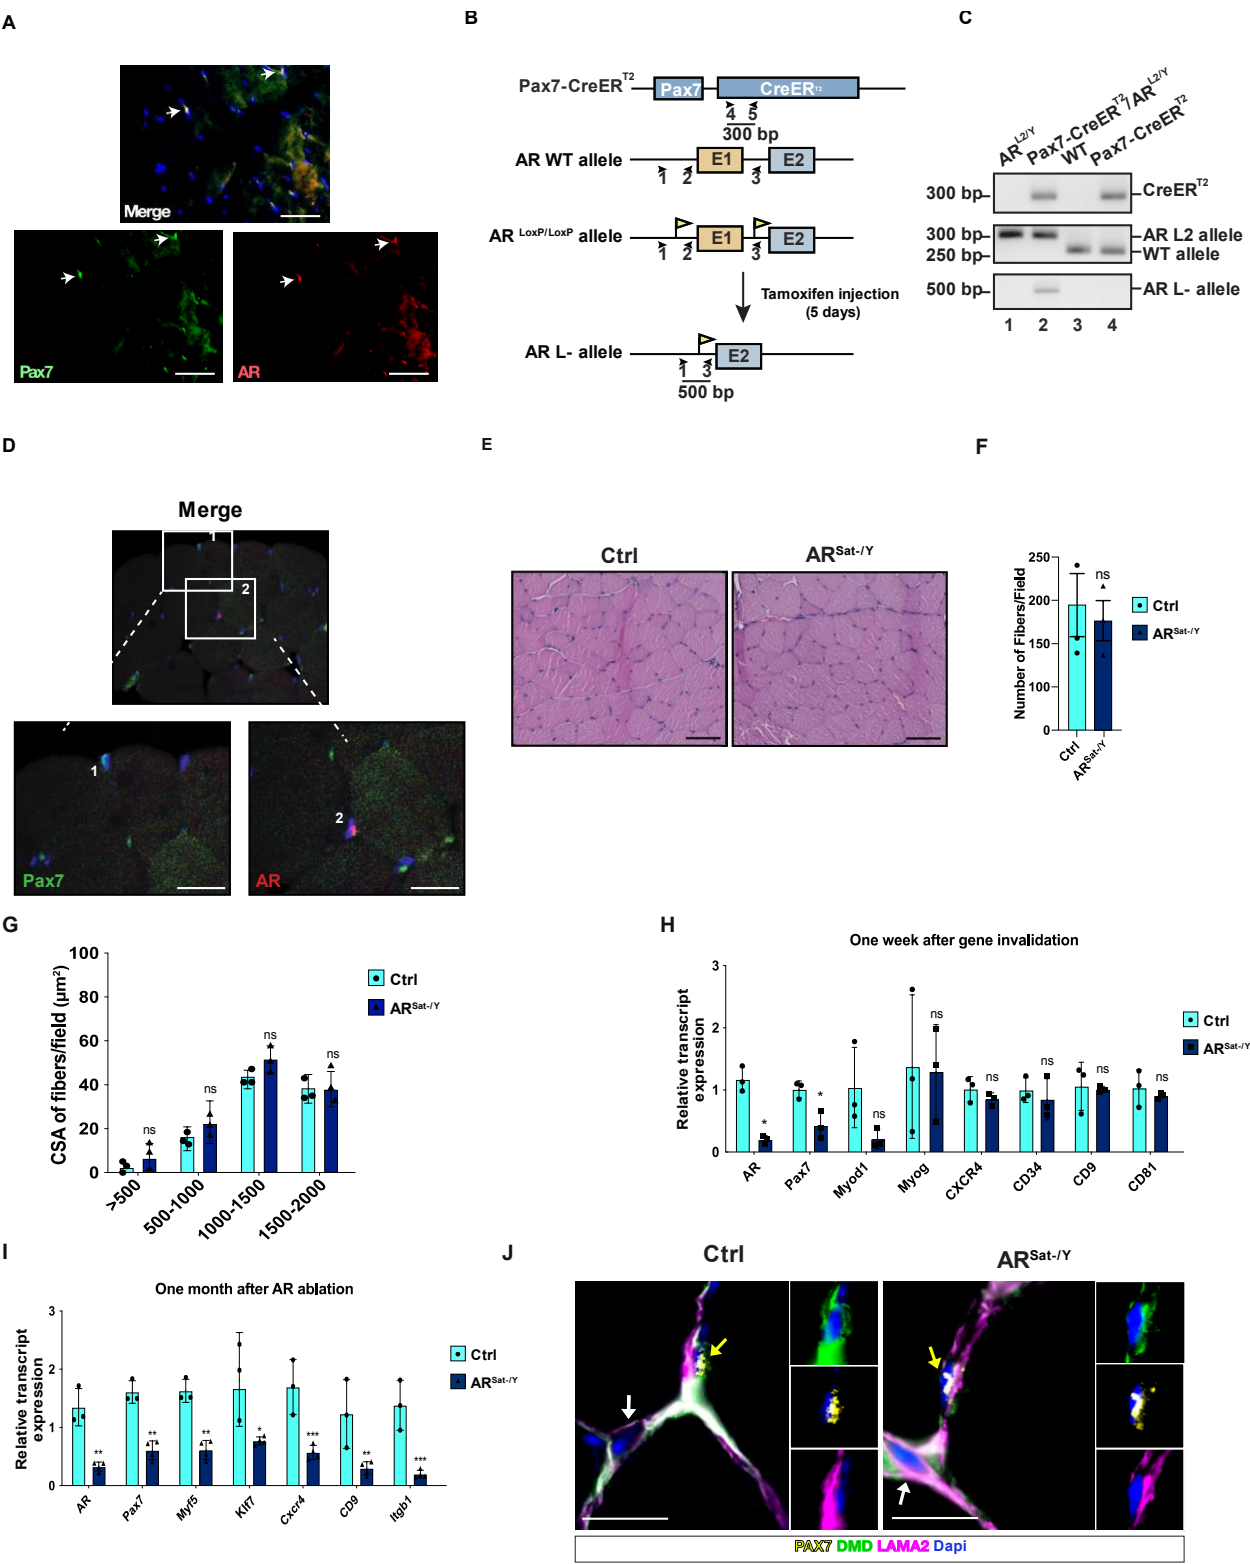 A
Merge
Pax7
AR
B
Pax7-CreER^T2
Pax7
CreER^T2
4 5
300 bp
AR WT allele
E1
E2
1 2 3
AR LoxP/LoxP allele
E1
E2
1 2 3
Tamoxifen injection
(5 days)
AR L- allele
E2
1 3
500 bp
C
AR^L2/Y
Pax7-CreER^T2/AR^L2/Y
WT
Pax7-CreER^T2
300 bp
CreER^T2
300 bp
AR L2 allele
250 bp
WT allele
500 bp
AR L- allele
1 2 3 4
D
Merge
1
2
1
Pax7
2
AR
E
Ctrl
AR^Sat-/Y
F
Number of Fibers/Field
250
200
150
100
50
0
ns
Ctrl
AR^Sat-/Y
Ctrl
AR^Sat-/Y
G
CSA of fibers/field (µm²)
100
80
60
40
20
0
ns
ns
ns
ns
>500
500-1000
1000-1500
1500-2000
Ctrl
AR^Sat-/Y
H
One week after gene invalidation
Relative transcript
expression
3
2
1
0
* * ns ns ns ns ns ns
AR
Pax7
Myod1
Myog
CXCR4
CD34
CD9
CD81
Ctrl
AR^Sat-/Y
I
One month after AR ablation
Relative transcript
expression
3
2
1
0
** ** ** * *** ** ***
AR
Pax7
Myf5
Klf7
Cxcr4
CD9
Itgb1
Ctrl
AR^Sat-/Y
J
Ctrl
AR^Sat-/Y
PAX7 DMD LAMA2 Dapi